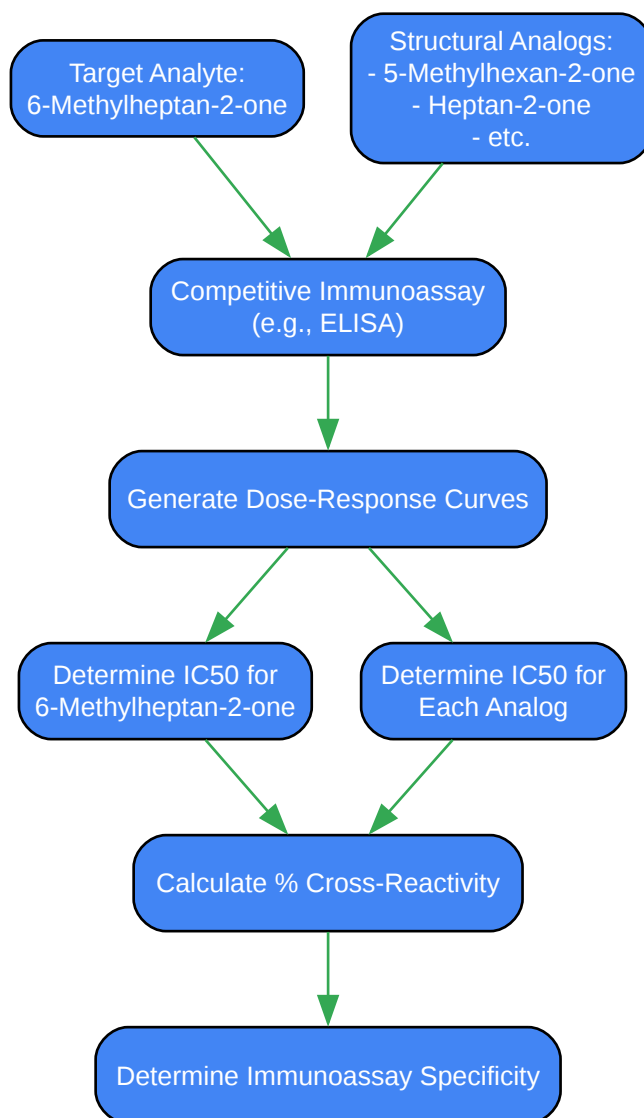 Target Analyte:
6-Methylheptan-2-one
Structural Analogs:
- 5-Methylhexan-2-one
- Heptan-2-one
- etc.
Competitive Immunoassay
(e.g., ELISA)
Generate Dose-Response Curves
Determine IC50 for
6-Methylheptan-2-one
Determine IC50 for
Each Analog
Calculate % Cross-Reactivity
Determine Immunoassay Specificity